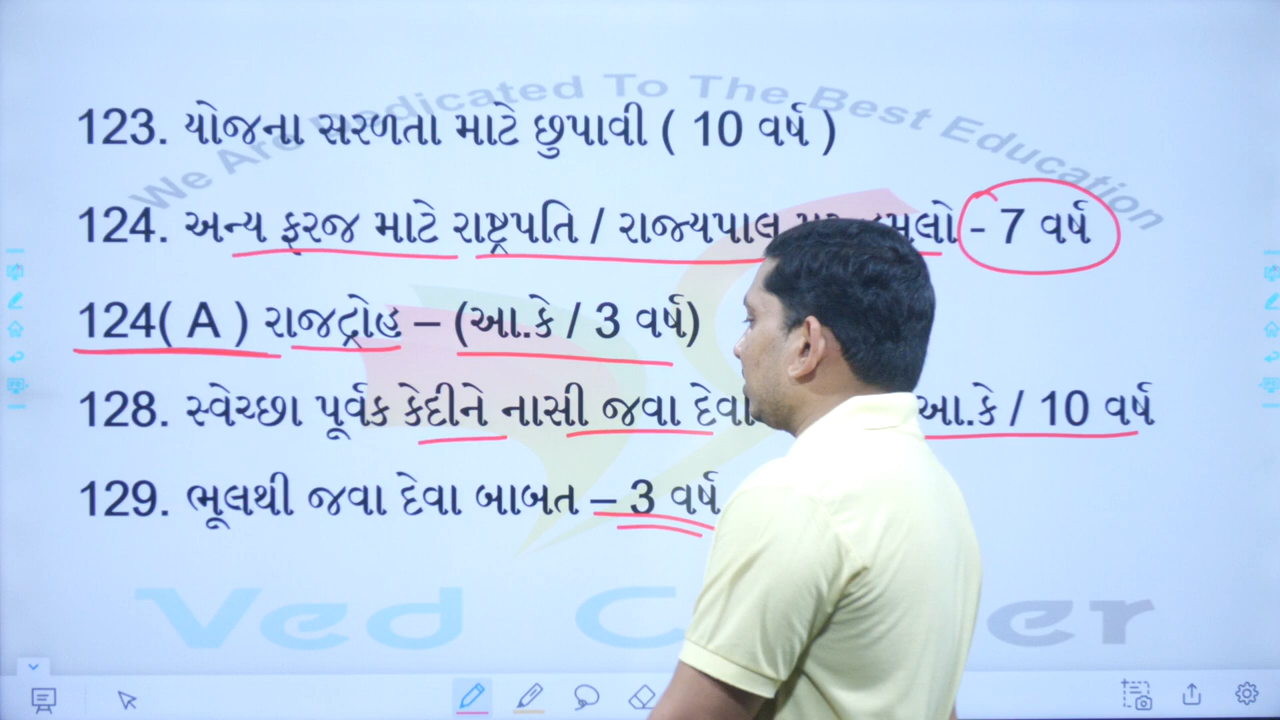 We Are Dedicated To The Best Education
123. યોજના સરળતા માટે છુપાવી ( 10 વર્ષ )
124. અન્ય ફરજ માટે રાષ્ટ્રપતિ / રાજ્યપાલ - 7 વર્ષ
124( A ) રાજદ્રોહ – (આ.કે / 3 વર્ષ)
128. સ્વેચ્છા પૂર્વક કેદીને નાસી જવા દેવા આ.કે / 10 વર્ષ
129. ભૂલથી જવા દેવા બાબત – 3 વર્ષ
Ved